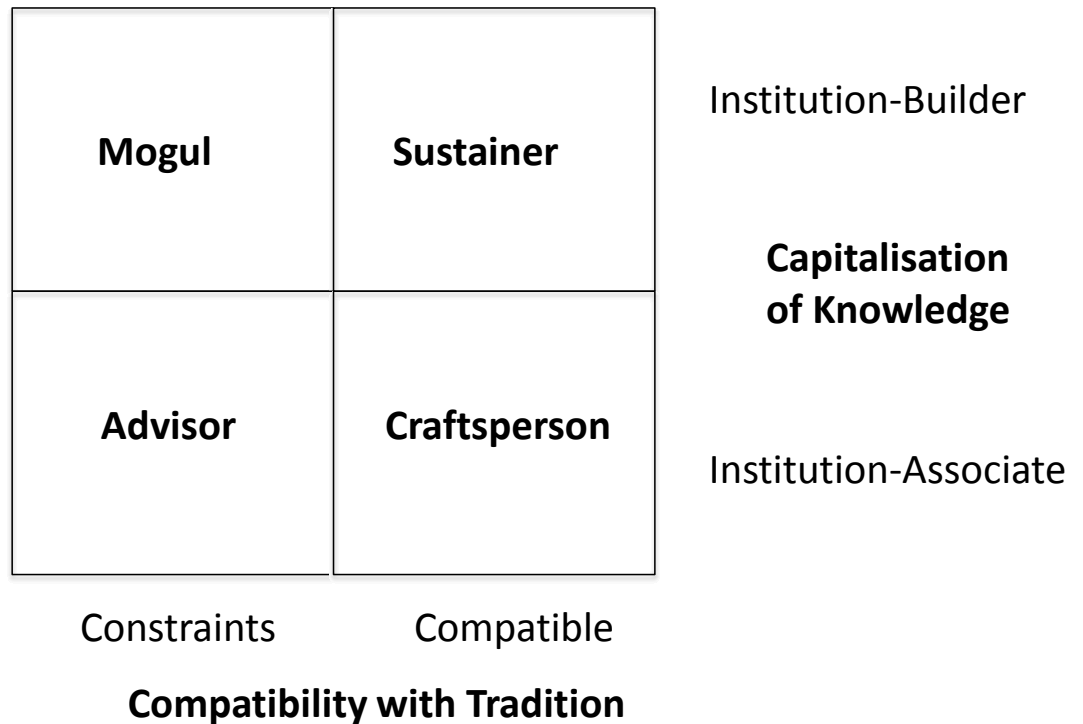 Mogul
Sustainer
Institution-Builder
Capitalisation
of Knowledge
Advisor
Craftsperson
Institution-Associate
Constraints
Compatible
Compatibility with Tradition